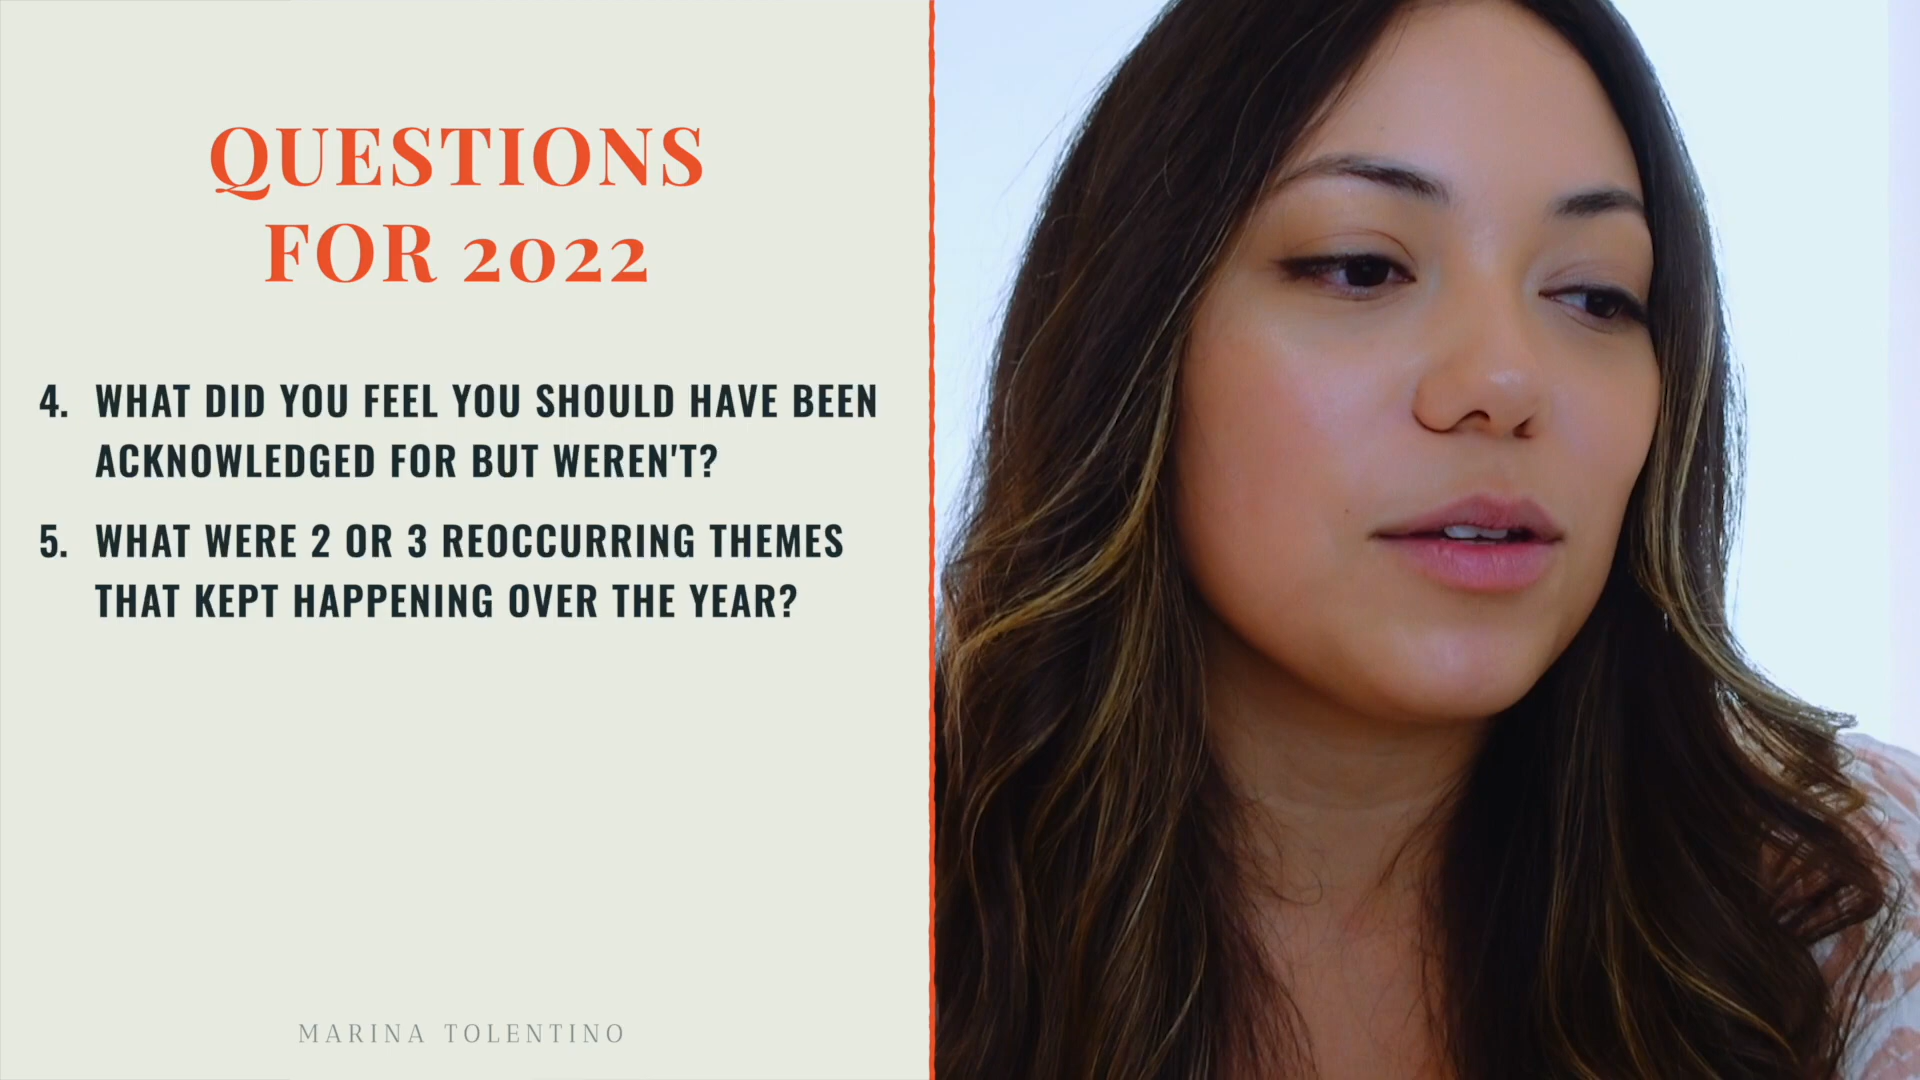 QUESTIONS
FOR 2022
4. WHAT DID YOU FEEL YOU SHOULD HAVE BEEN
ACKNOWLEDGED FOR BUT WEREN'T?
5. WHAT WERE 2 OR 3 REOCCURRING THEMES
THAT KEPT HAPPENING OVER THE YEAR?
MARINA TOLENTINO